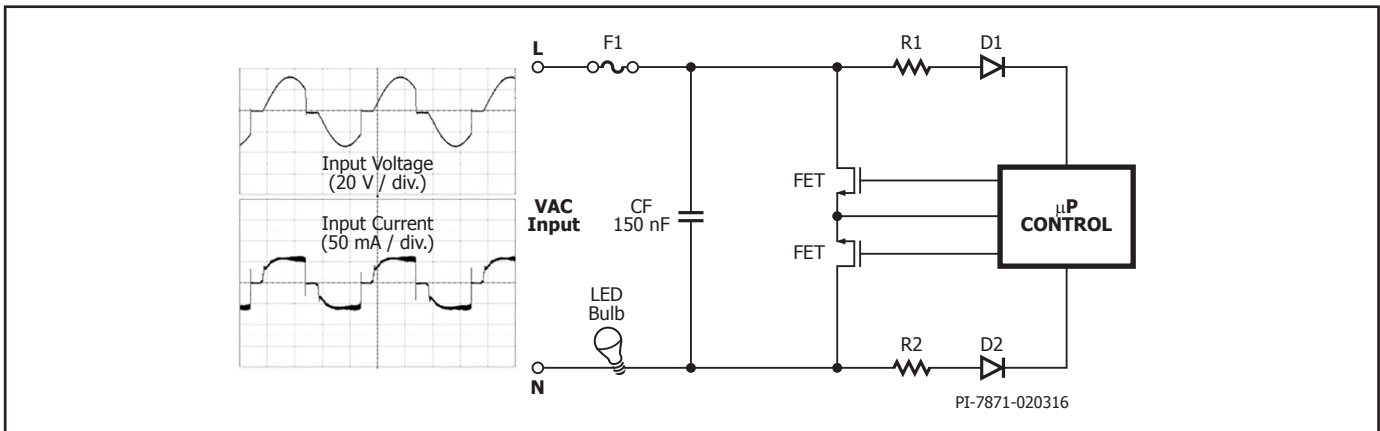 Input Voltage
(20 V / div.)
Input Current
(50 mA / div.)
L
F1
R1
D1
VAC
Input
CF
150 nF
FET
FET
µP
CONTROL
LED
Bulb
N
R2
D2
PI-7871-020316